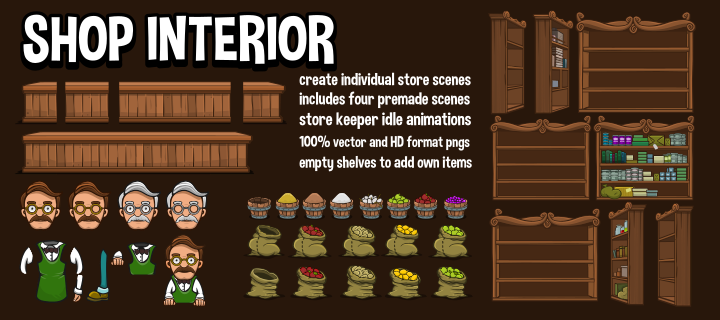 SHOP INTERIOR
create individual store scenes
includes four premade scenes
store keeper idle animations
100% vector and HD format pngs
empty shelves to add own items